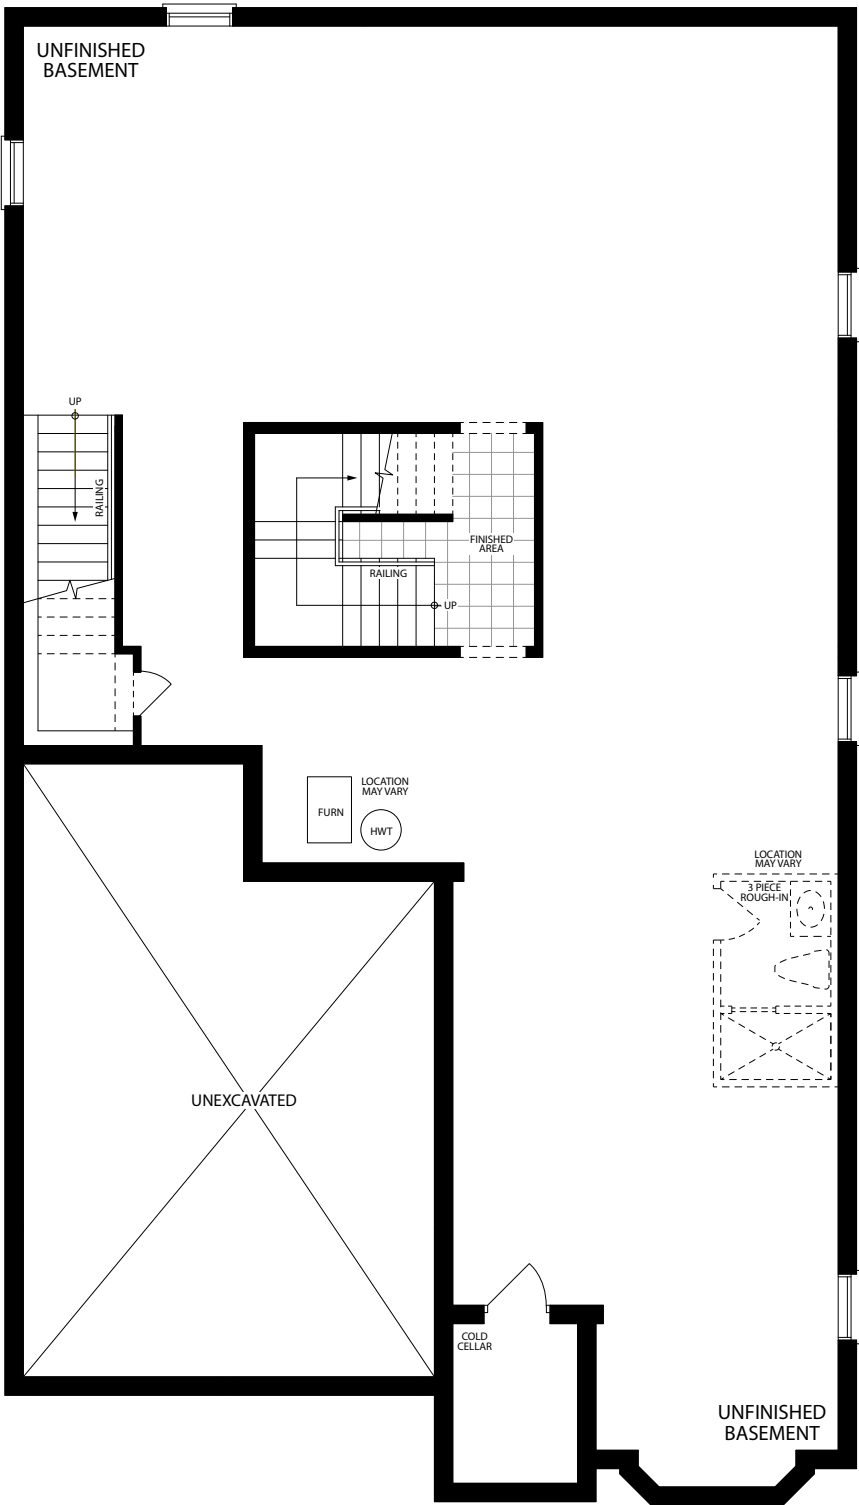 UNFINISHED
BASEMENT
UP
RAILING
FINISHED
AREA
RAILING
UP
LOCATION
MAY VARY
FURN
HWT
LOCATION
MAY VARY
3 PIECE
ROUGH-IN
UNEXCAVATED
COLD
CELLAR
UNFINISHED
BASEMENT